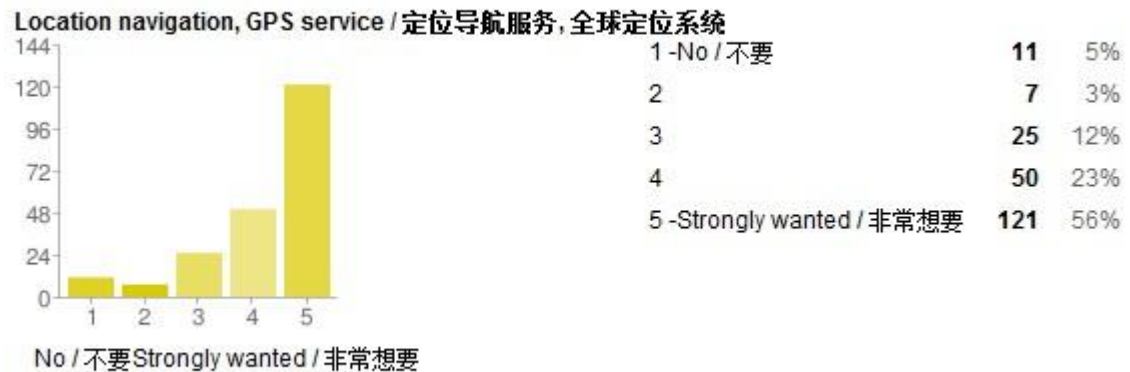 Location navigation, GPS service / 定位导航服务, 全球定位系统
144
120
96
72
48
24
0
1 2 3 4 5
No / 不要Strongly wanted / 非常想要
1 -No / 不要 11 5%
2 7 3%
3 25 12%
4 50 23%
5 -Strongly wanted / 非常想要 121 56%